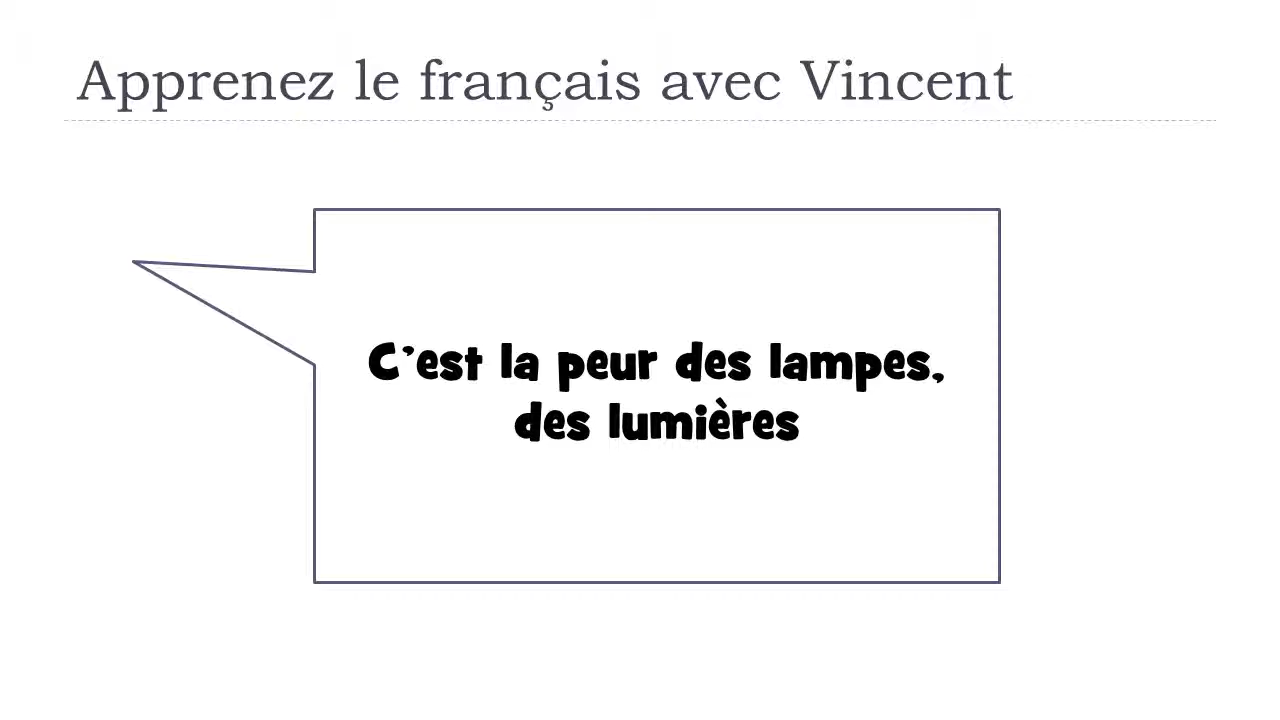 Apprenez le français avec Vincent
C'est la peur des lampes,
des lumières